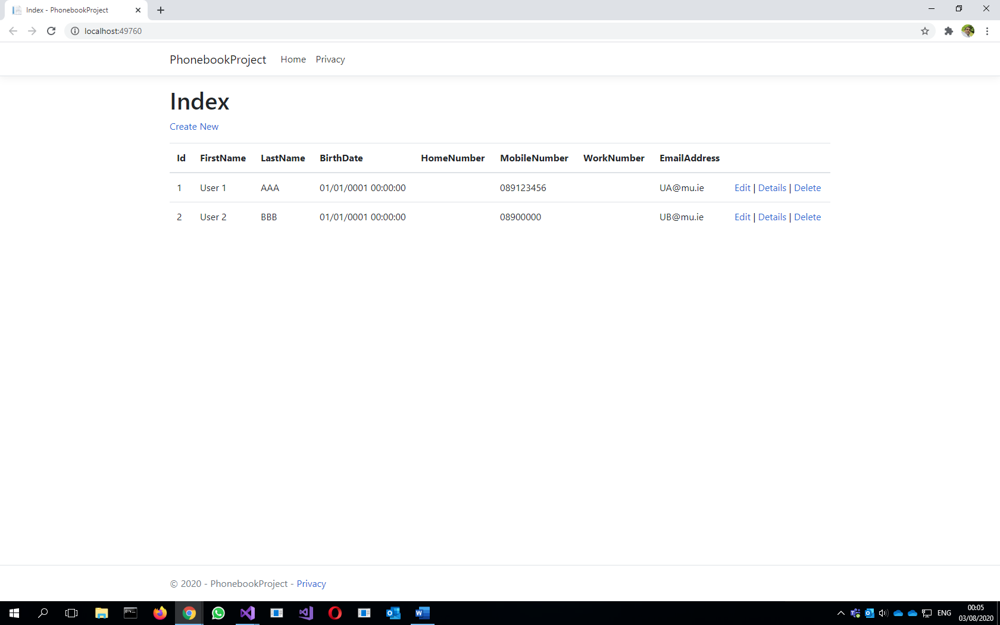 Index - PhonebookProject
localhost:49760
PhonebookProject Home Privacy
Index
Create New
Id FirstName LastName BirthDate HomeNumber MobileNumber WorkNumber EmailAddress
1 User 1 AAA 01/01/0001 00:00:00 089123456 UA@mu.ie Edit | Details | Delete
2 User 2 BBB 01/01/0001 00:00:00 08900000 UB@mu.ie Edit | Details | Delete
© 2020 - PhonebookProject - Privacy
ENG
00:05
03/08/2020